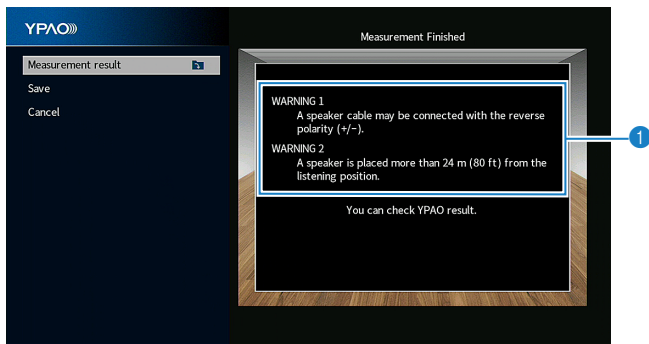 YPAO
Measurement Finished
Measurement result
Save
Cancel
WARNING 1
A speaker cable may be connected with the reverse
polarity (+/−).
WARNING 2
A speaker is placed more than 24 m (80 ft) from the
listening position.
You can check YPAO result.
1